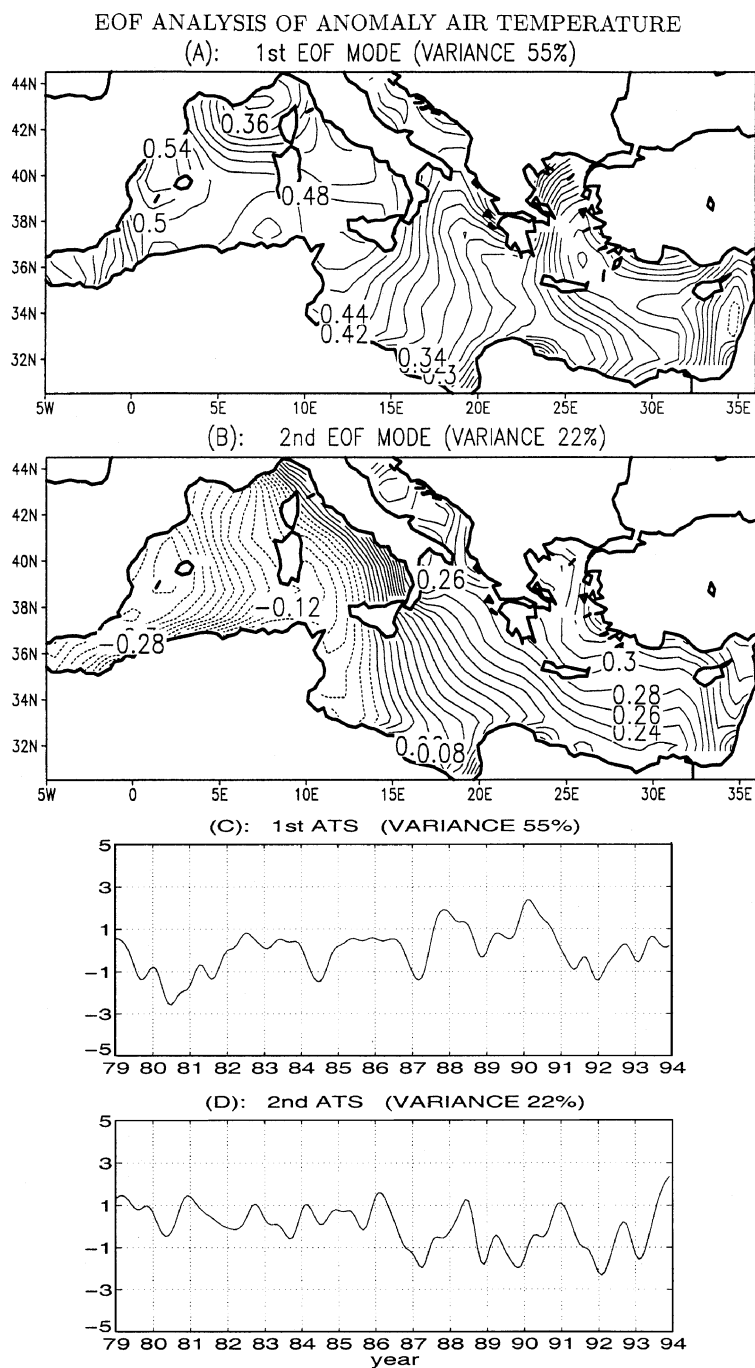 EOF ANALYSIS OF ANOMALY AIR TEMPERATURE
(A): 1st EOF MODE (VARIANCE 55%)
44N
42N
40N
38N
36N
34N
32N
0.36
0.54
0.48
0.5
0.44
0.42
0.34
5W 0 5E 10E 15E 20E 25E 30E 35E
(B): 2nd EOF MODE (VARIANCE 22%)
44N
42N
40N
38N
36N
34N
32N
0.26
-0.12
-0.28
0.3
0.28
0.26
0.24
0.08
5W 0 5E 10E 15E 20E 25E 30E 35E
(C): 1st ATS (VARIANCE 55%)
5
3
1
-1
-3
-5
79 80 81 82 83 84 85 86 87 88 89 90 91 92 93 94
(D): 2nd ATS (VARIANCE 22%)
5
3
1
-1
-3
-5
79 80 81 82 83 84 85 86 87 88 89 90 91 92 93 94
year